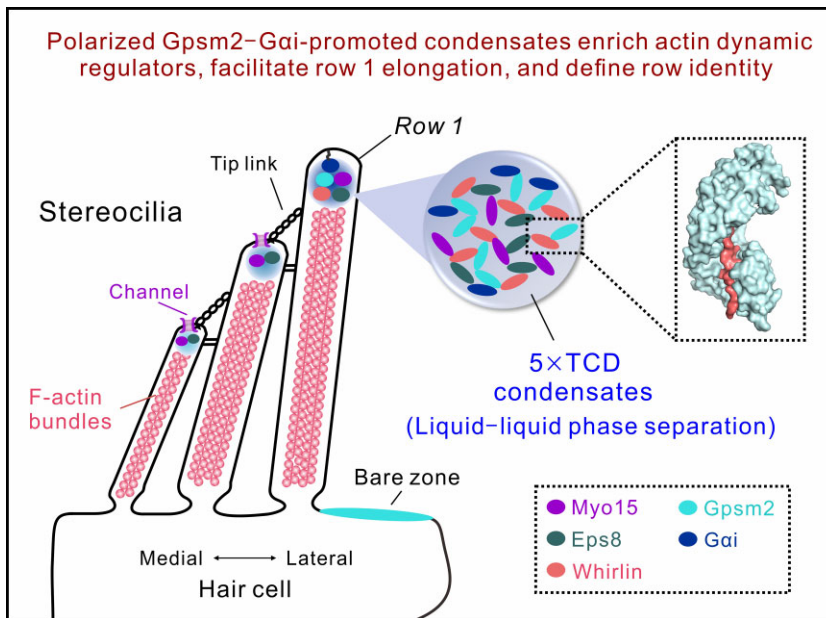 Polarized Gpsm2−Gαi-promoted condensates enrich actin dynamic
regulators, facilitate row 1 elongation, and define row identity
Row 1
Tip link
Stereocilia
Channel
F-actin
bundles
5×TCD
condensates
(Liquid−liquid phase separation)
Bare zone
Medial
Lateral
Hair cell
Myo15
Gpsm2
Eps8
Gαi
Whirlin